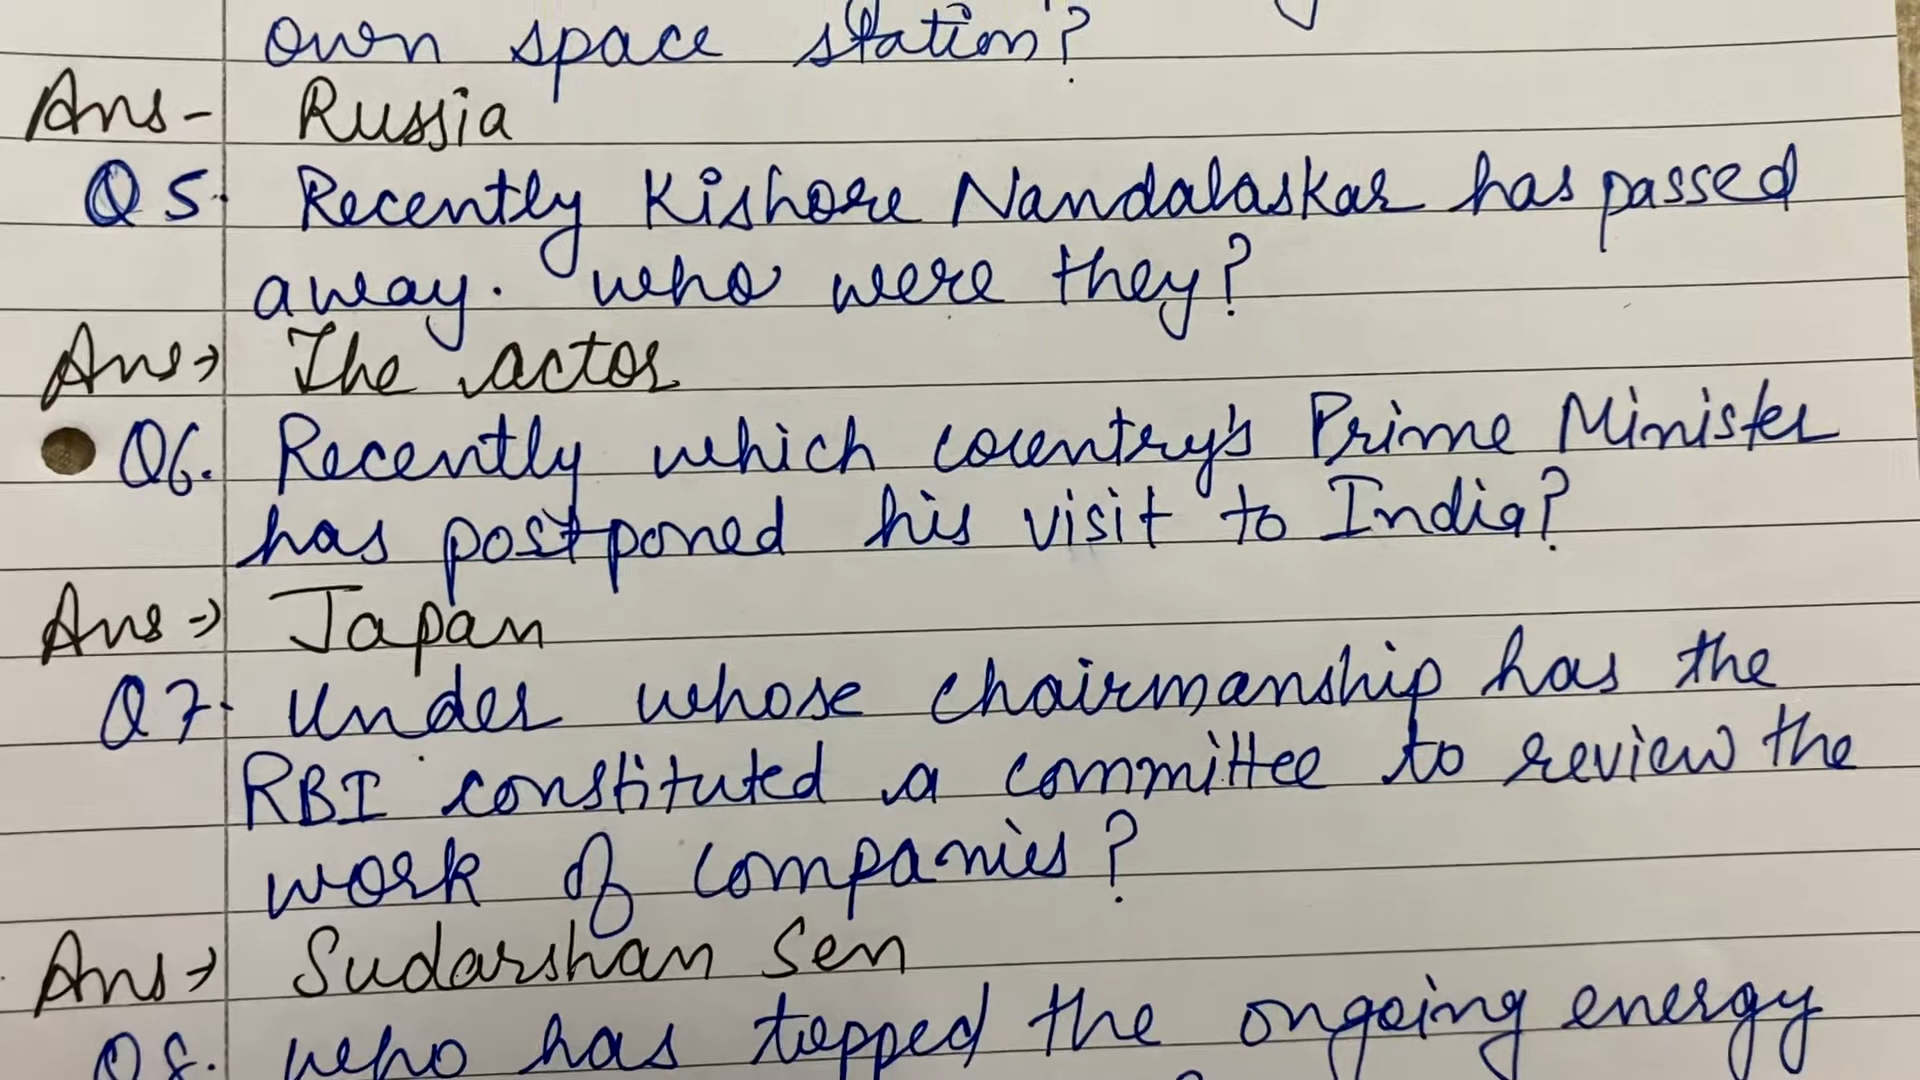 own space station?
Ans- Russia
Q5. Recently Kishore Nandalaskar has passed
away. who were they?
Ans→ The actor
Q6. Recently which country's Prime Minister
has postponed his visit to India?
Ans→ Japan
Q7. Under whose chairmanship has the
RBI constituted a committee to review the
work of companies?
Ans→ Sudarshan Sen
Q8. who has topped the ongoing energy